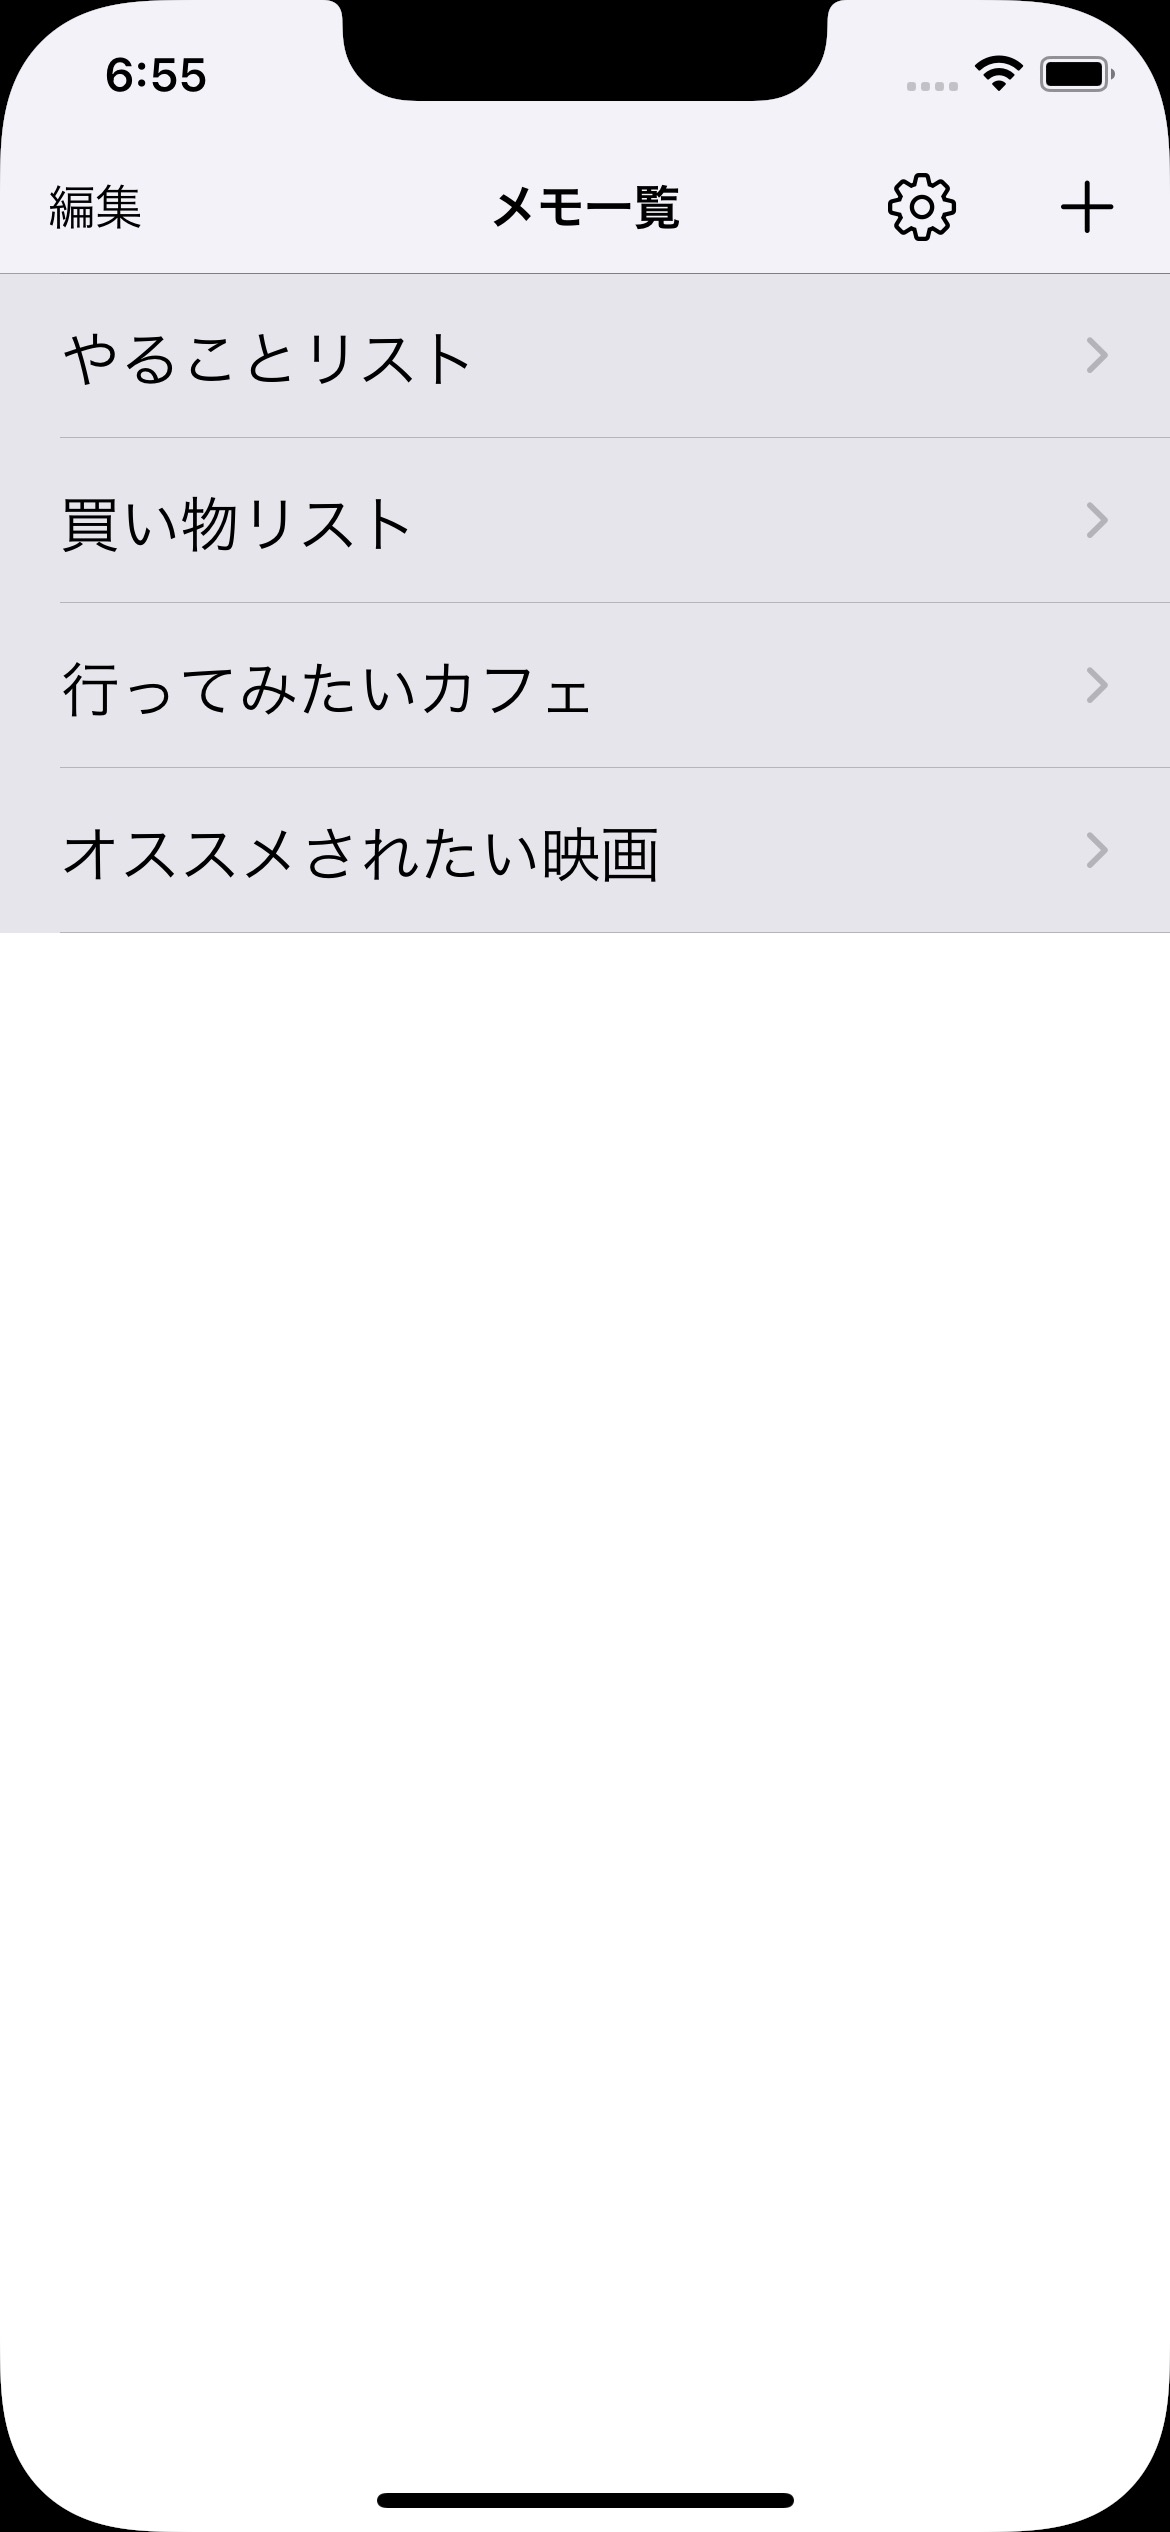 6:55
編集 メモ一覧
やることリスト
買い物リスト
行ってみたいカフェ
オススメされたい映画